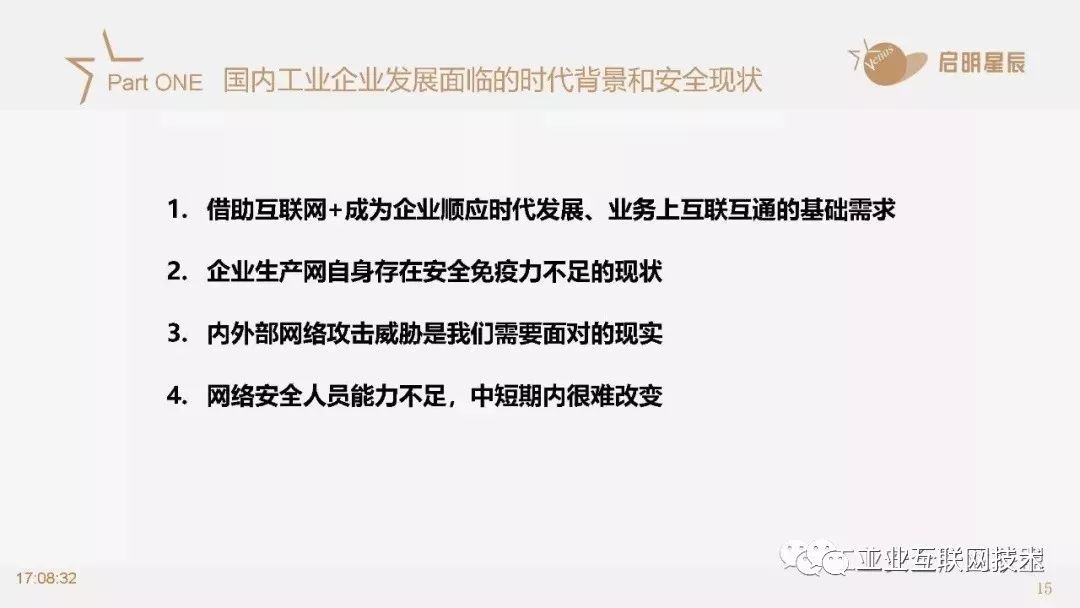 Part ONE 国内工业企业发展面临的时代背景和安全现状
Venus 启明星辰
1. 借助互联网+成为企业顺应时代发展、业务上互联互通的基础需求
2. 企业生产网自身存在安全免疫力不足的现状
3. 内外部网络攻击威胁是我们需要面对的现实
4. 网络安全人员能力不足，中短期内很难改变
工业互联网技术
17:08:32
15